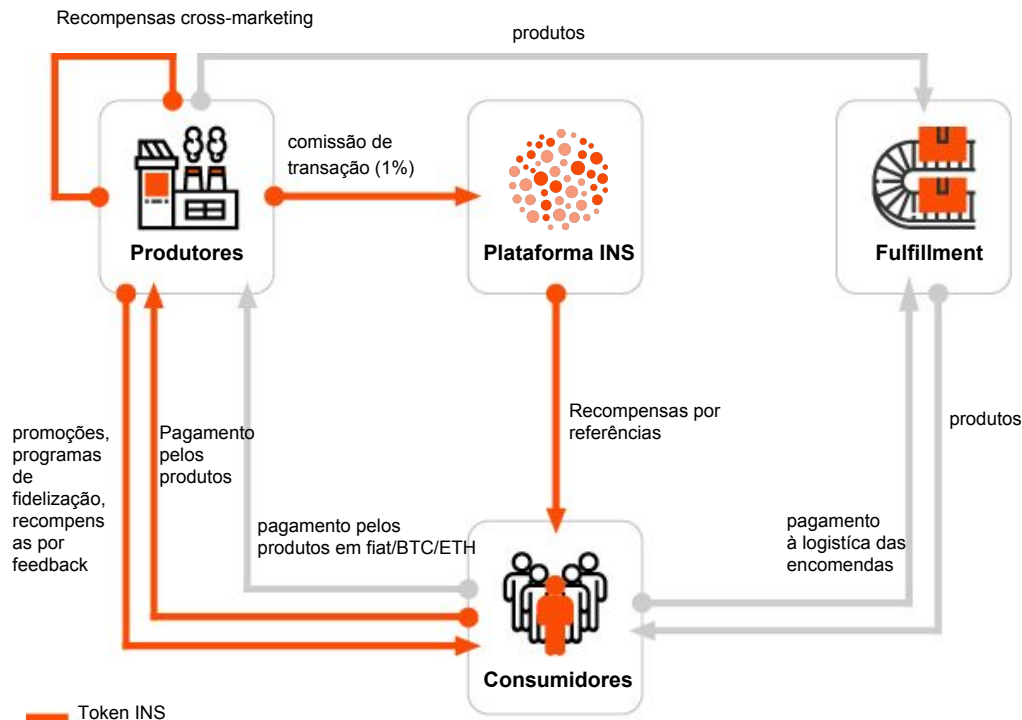 Recompensas cross-marketing
produtos
comissão de
transação (1%)
Produtores
Plataforma INS
Fulfillment
promoções,
programas
de
fidelização,
recompens
as por
feedback
Pagamento
pelos
produtos
pagamento pelos
produtos em fiat/BTC/ETH
Recompensas por
referências
produtos
pagamento
à logistíca das
encomendas
Consumidores
Token INS